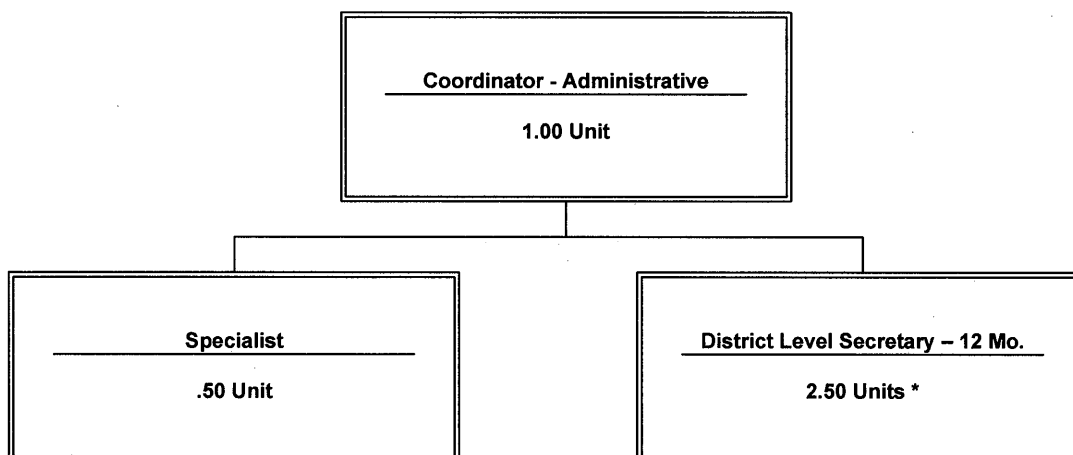 Coordinator - Administrative
1.00 Unit
Specialist
.50 Unit
District Level Secretary – 12 Mo.
2.50 Units *